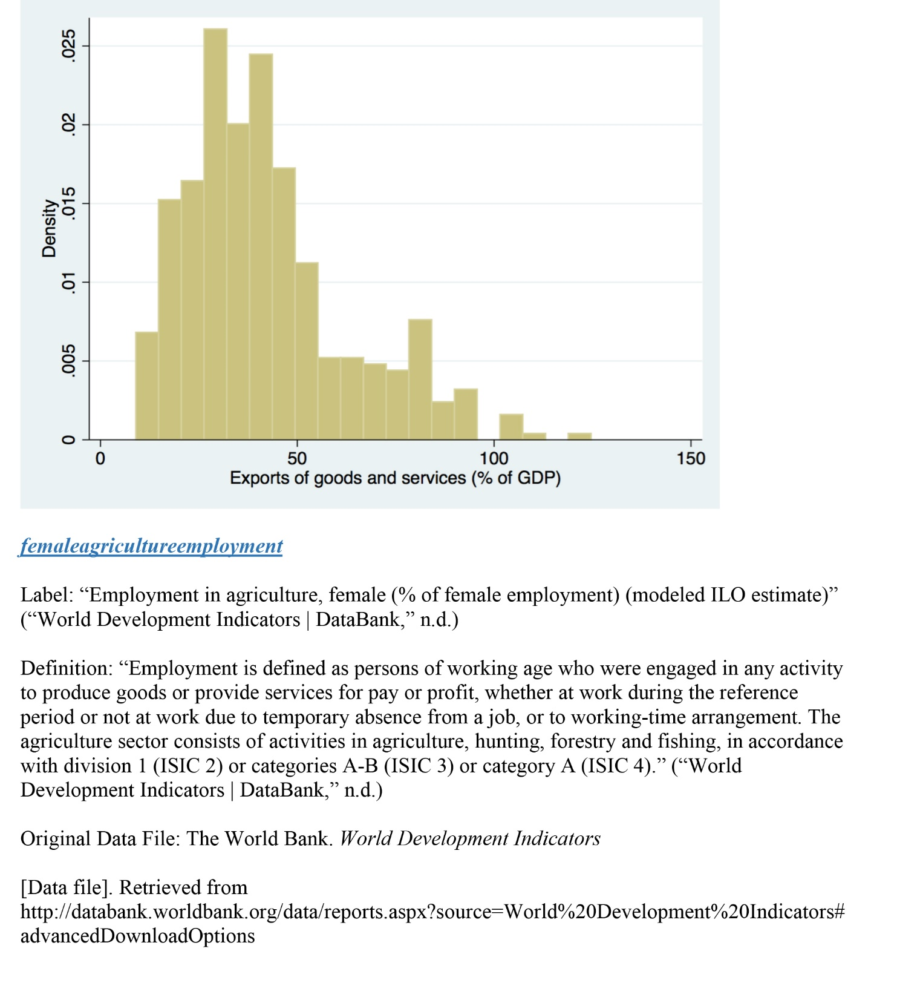 .025
.02
.015
.01
.005
0
Density
0 50 100 150
Exports of goods and services (% of GDP)
femaleagricultureemployment
Label: “Employment in agriculture, female (% of female employment) (modeled ILO estimate)”
(“World Development Indicators | DataBank,” n.d.)
Definition: “Employment is defined as persons of working age who were engaged in any activity
to produce goods or provide services for pay or profit, whether at work during the reference
period or not at work due to temporary absence from a job, or to working-time arrangement. The
agriculture sector consists of activities in agriculture, hunting, forestry and fishing, in accordance
with division 1 (ISIC 2) or categories A-B (ISIC 3) or category A (ISIC 4).” (“World
Development Indicators | DataBank,” n.d.)
Original Data File: The World Bank. World Development Indicators
[Data file]. Retrieved from
http://databank.worldbank.org/data/reports.aspx?source=World%20Development%20Indicators#
advancedDownloadOptions